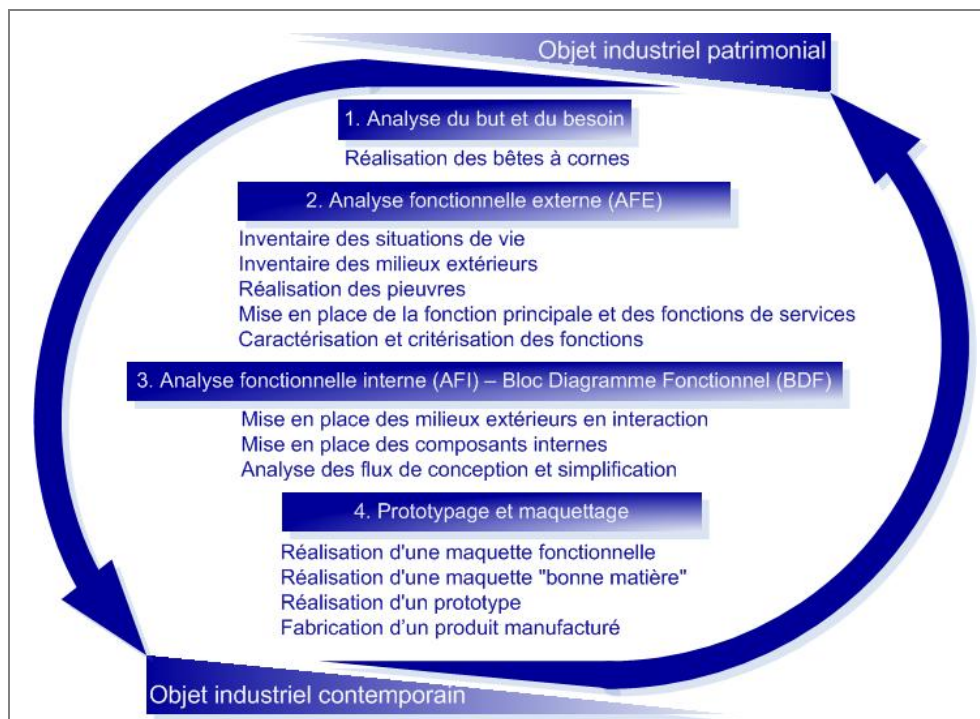 Objet industriel patrimonial
1. Analyse du but et du besoin
Réalisation des bêtes à cornes
2. Analyse fonctionnelle externe (AFE)
Inventaire des situations de vie
Inventaire des milieux extérieurs
Réalisation des pieuvres
Mise en place de la fonction principale et des fonctions de services
Caractérisation et critérisation des fonctions
3. Analyse fonctionnelle interne (AFI) – Bloc Diagramme Fonctionnel (BDF)
Mise en place des milieux extérieurs en interaction
Mise en place des composants internes
Analyse des flux de conception et simplification
4. Prototypage et maquettage
Réalisation d'une maquette fonctionnelle
Réalisation d'une maquette "bonne matière"
Réalisation d'un prototype
Fabrication d’un produit manufacturé
Objet industriel contemporain